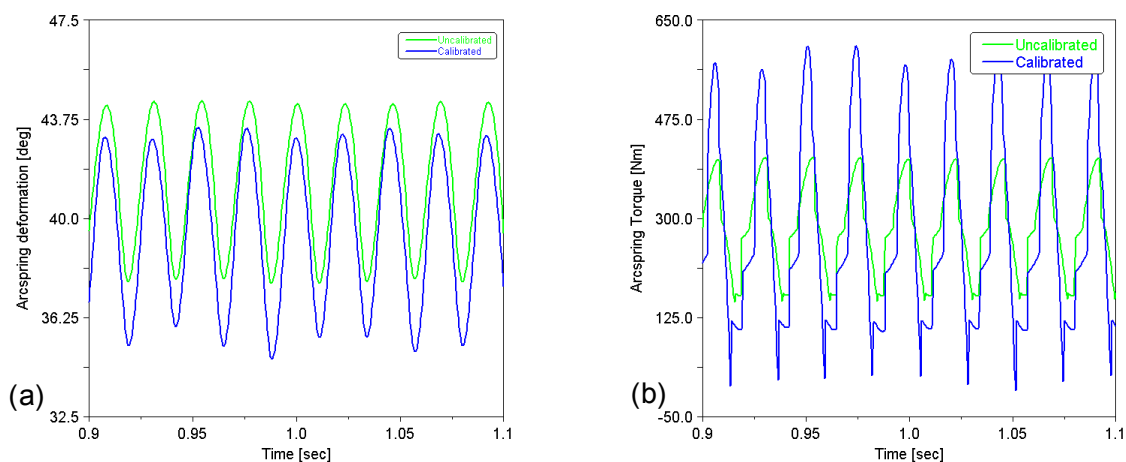 47.5
43.75
40.0
36.25
32.5
Arcspring deformation [deg]
Uncalibrated
Calibrated
0.9
0.95
1.0
1.05
1.1
Time [sec]
(a)
650.0
475.0
300.0
125.0
-50.0
Arcspring Torque [Nm]
Uncalibrated
Calibrated
0.9
0.95
1.0
1.05
1.1
Time [sec]
(b)